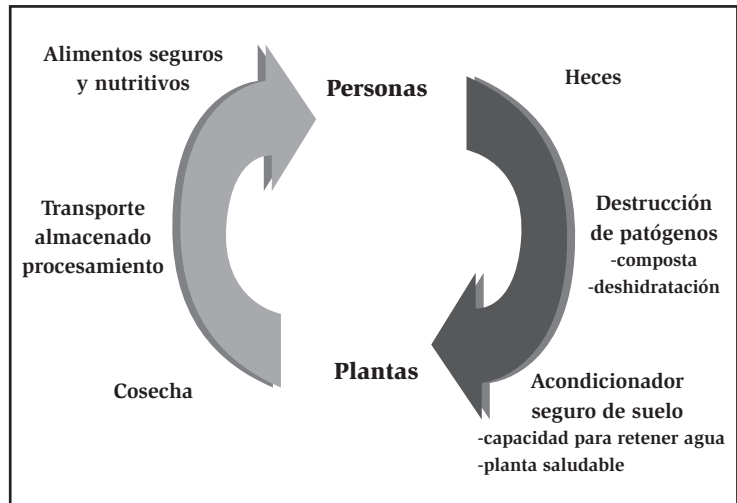 Alimentos seguros
y nutritivos
Personas
Heces
Destrucción
de patógenos
-composta
-deshidratación
Acondicionador
seguro de suelo
-capacidad para retener agua
-planta saludable
Plantas
Cosecha
Transporte
almacenado
procesamiento